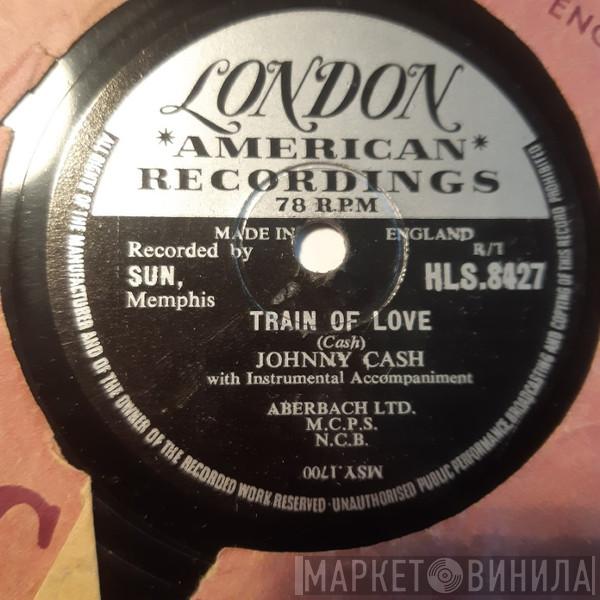 LONDON
*AMERICAN*
RECORDINGS
78 R.P.M
MADE IN ENGLAND
Recorded by
SUN,
Memphis
R/T
HLS.8427
TRAIN OF LOVE
(Cash)
JOHNNY CASH
with Instrumental Accompaniment
ABERBACH LTD.
M.C.P.S.
N.C.B.
MSY.1700
ALL RIGHTS OF THE MANUFACTURER AND OF THE OWNER OF THE RECORDED WORK RESERVED·UNAUTHORISED PUBLIC PERFORMANCE, BROADCASTING AND COPYING OF THIS RECORD PROHIBITED
ENG
МАРКЕТ ВИНИЛА